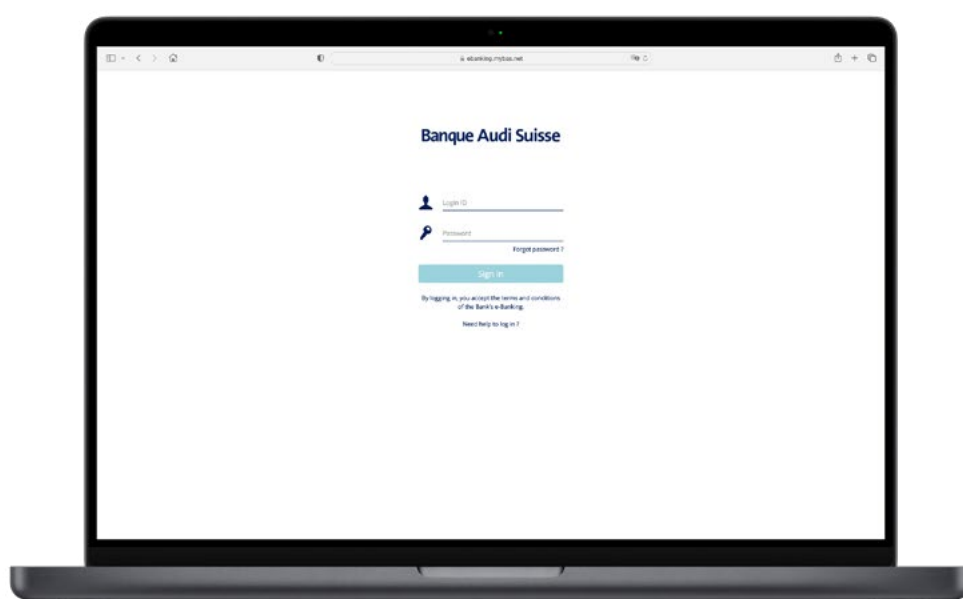 ebanking.mybas.net
Banque Audi Suisse
Login ID
Password
Forgot password ?
Sign in
By logging in, you accept the terms and conditions
of the Bank's e-Banking.
Need help to log in ?